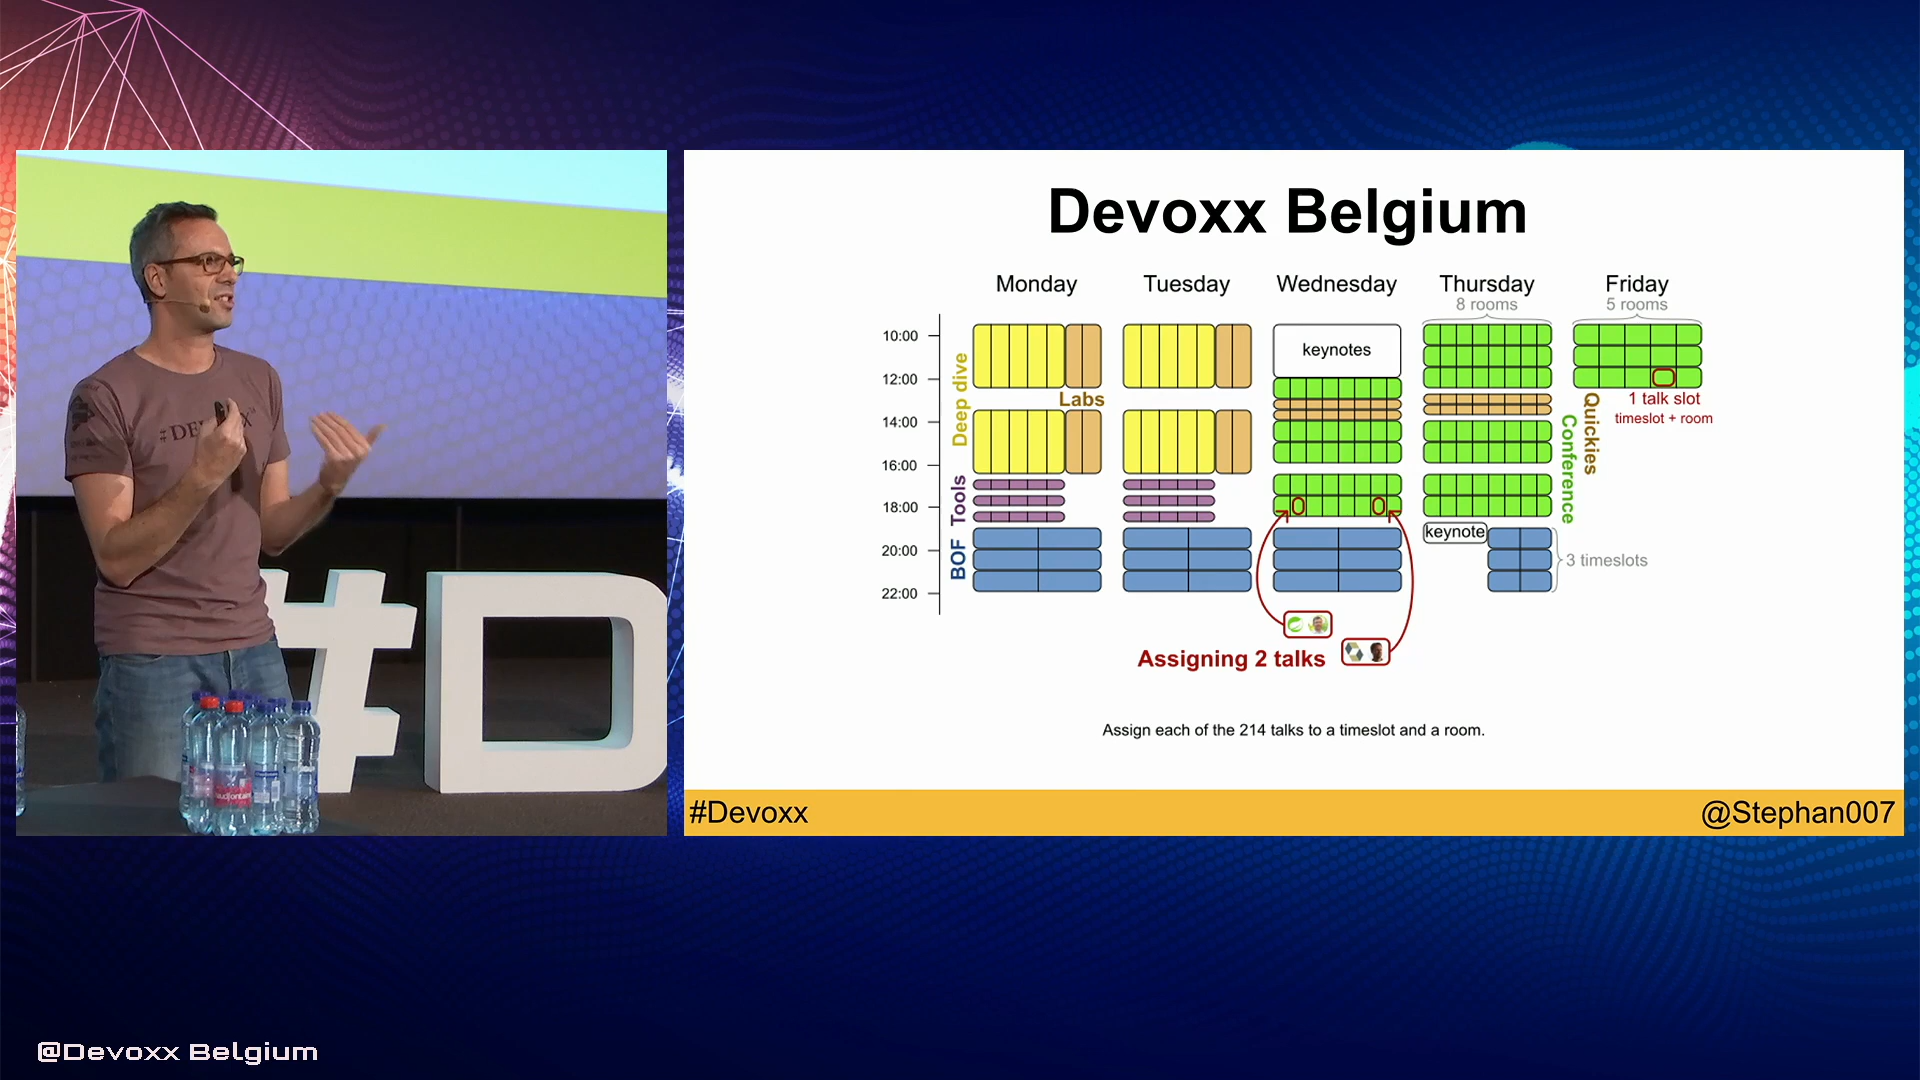 Devoxx Belgium
Monday
Tuesday
Wednesday
Thursday
Friday
8 rooms
5 rooms
10:00
12:00
14:00
16:00
18:00
20:00
22:00
Deep dive
Labs
Tools
BOF
keynotes
keynote
Quickies
Conference
1 talk slot
timeslot + room
3 timeslots
Assigning 2 talks
Assign each of the 214 talks to a timeslot and a room.
#Devoxx
@Stephan007
#D
@Devoxx Belgium